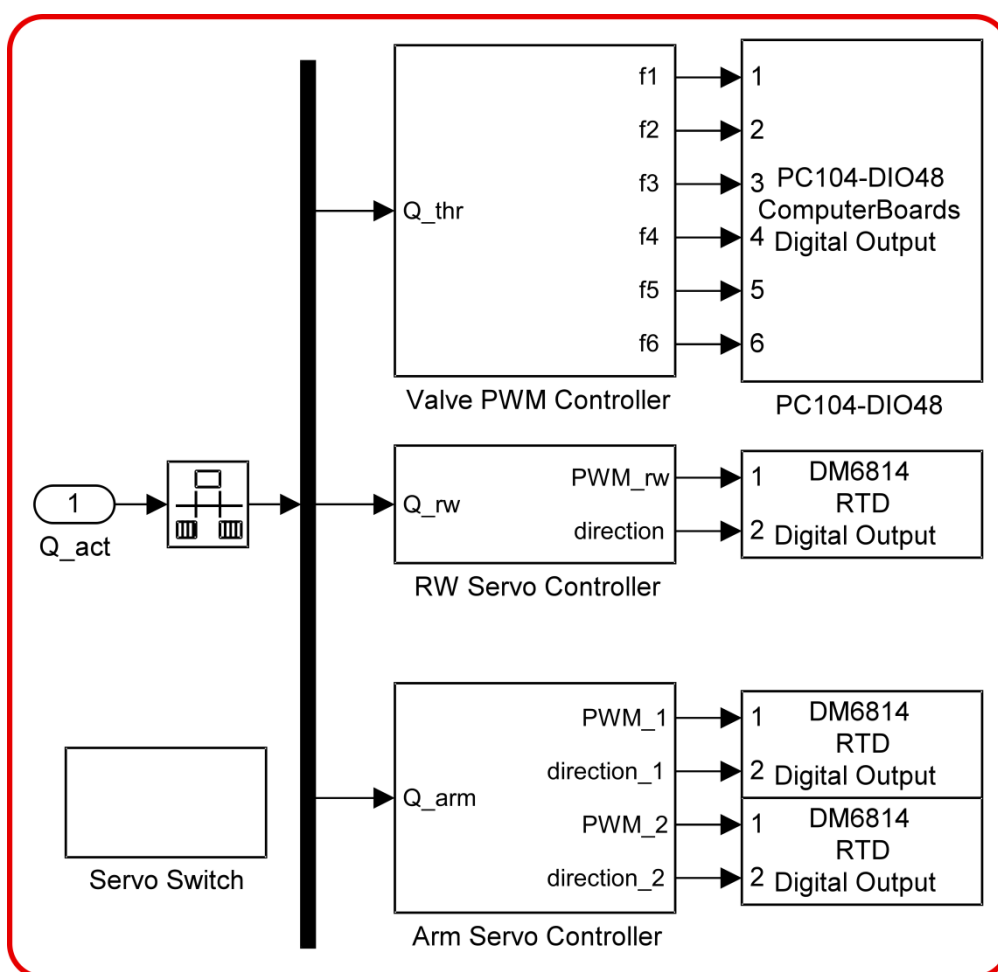 f1
1
f2
2
f3
3
PC104-DIO48
ComputerBoards
Digital Output
Q_thr
f4
4
f5
5
f6
6
Valve PWM Controller
PC104-DIO48
1
Q_act
Q_rw
PWM_rw
direction
1
2
DM6814
RTD
Digital Output
RW Servo Controller
Servo Switch
Q_arm
PWM_1
direction_1
PWM_2
direction_2
1
2
DM6814
RTD
Digital Output
1
2
DM6814
RTD
Digital Output
Arm Servo Controller